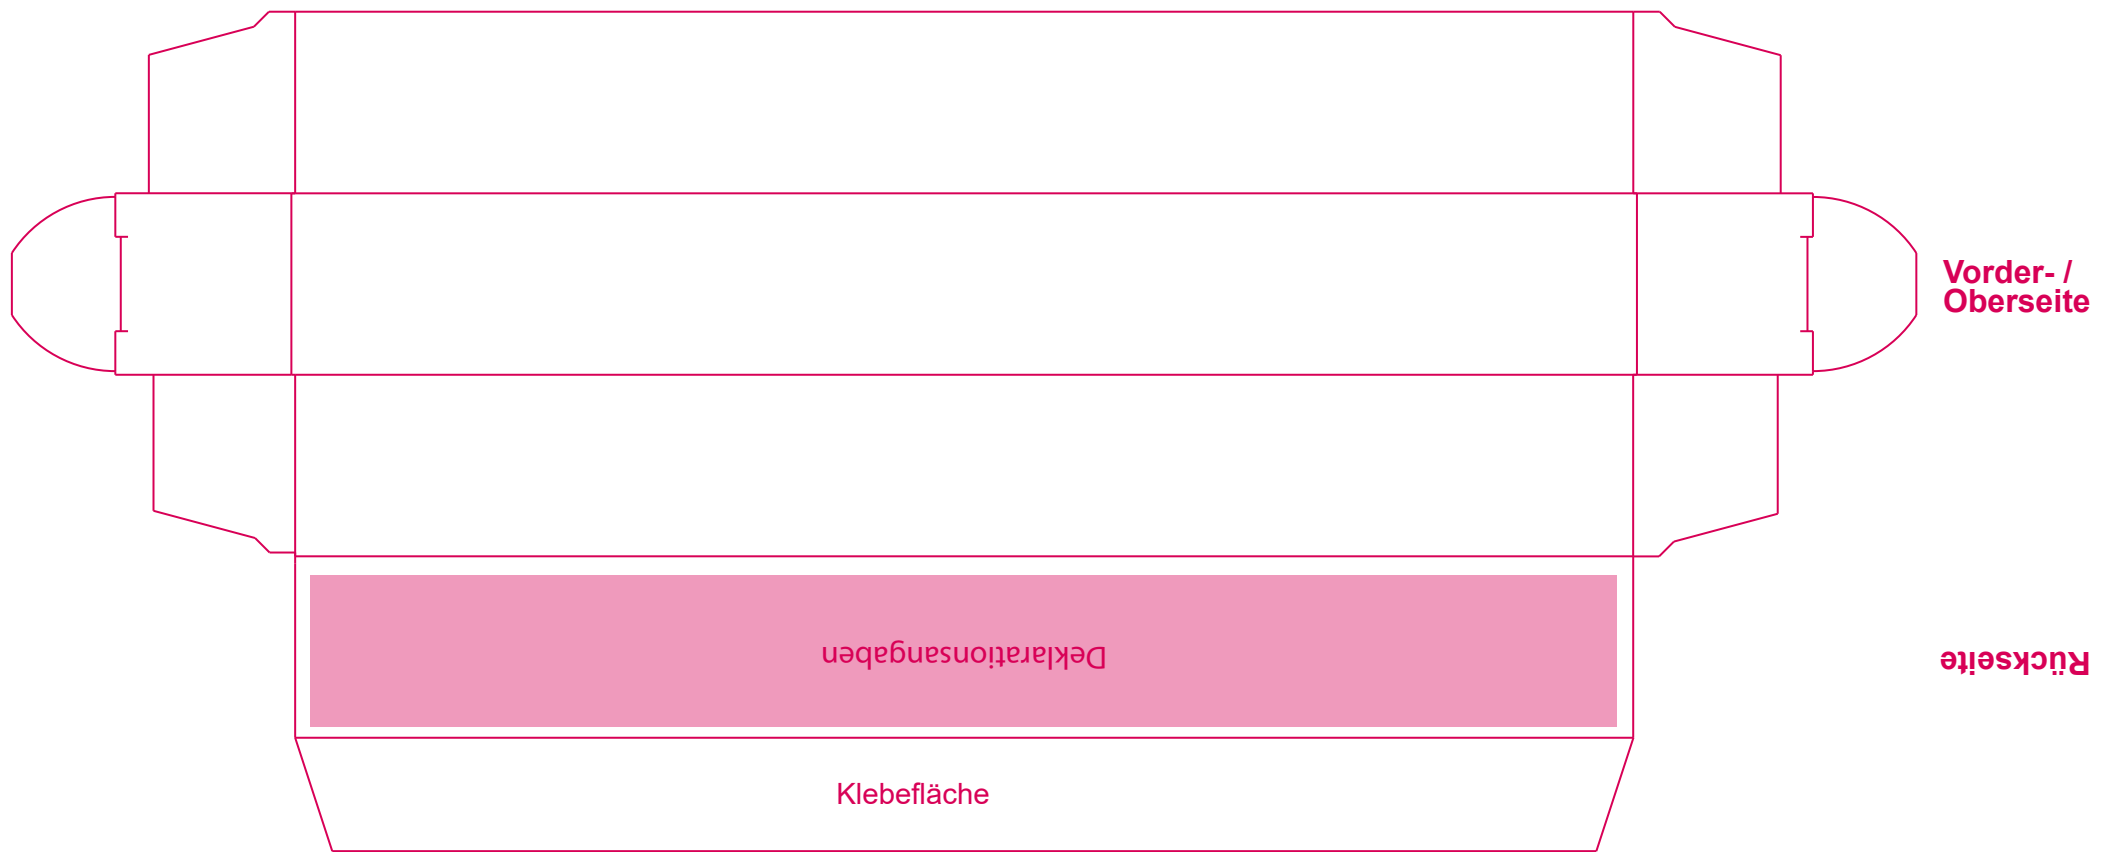 Vorder- /
Oberseite
Deklarationsangaben
Rückseite
Klebefläche